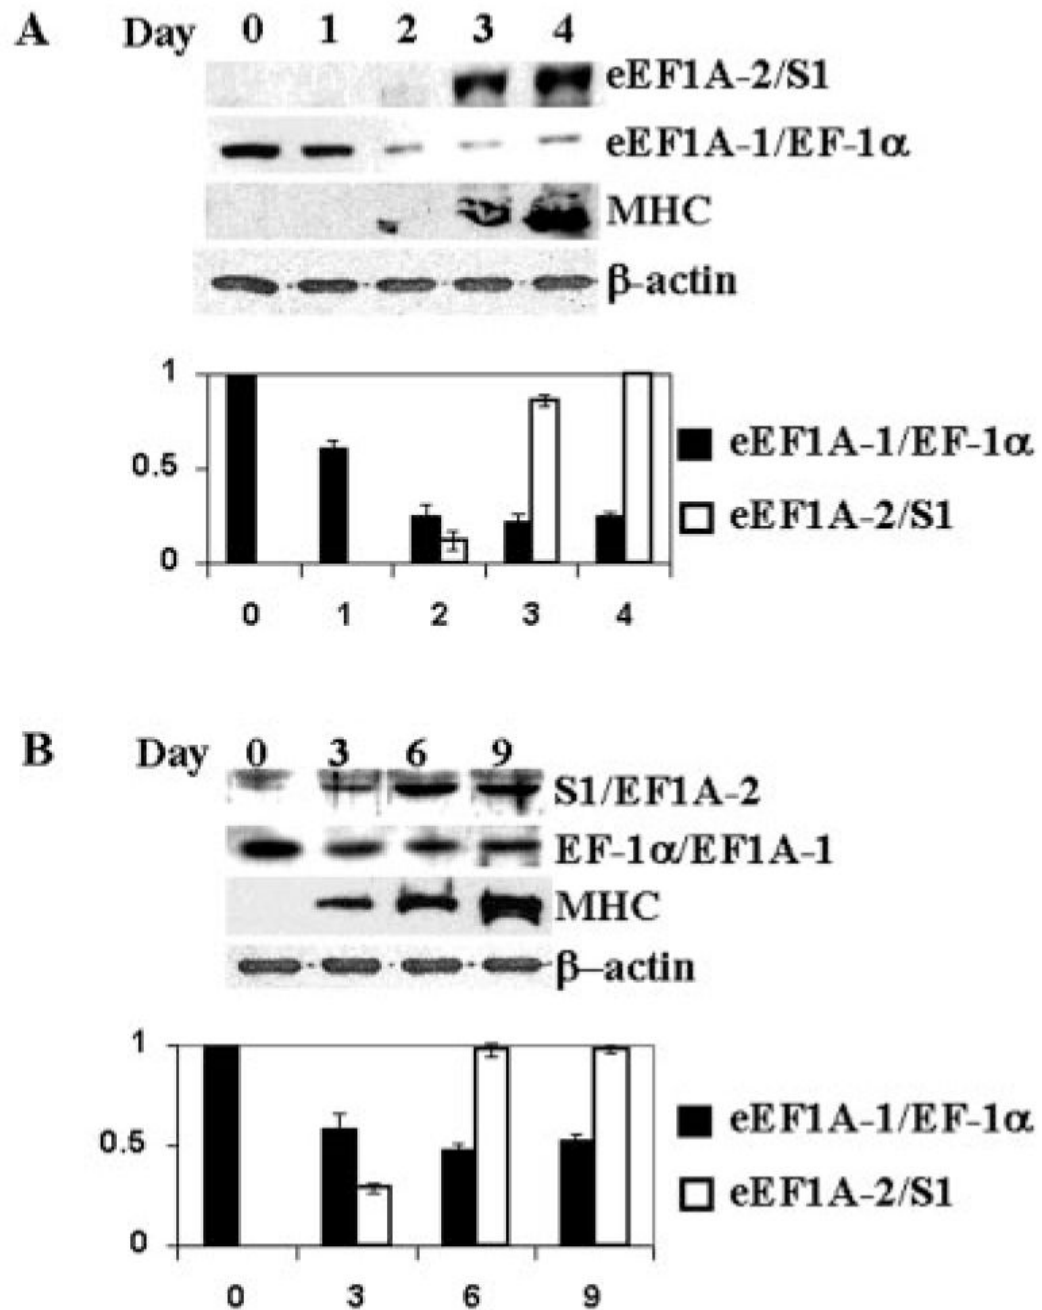 A Day 0 1 2 3 4
eEF1A-2/S1
eEF1A-1/EF-1α
MHC
β-actin
1
0.5
0
0 1 2 3 4
eEF1A-1/EF-1α
eEF1A-2/S1
B Day 0 3 6 9
S1/EF1A-2
EF-1α/EF1A-1
MHC
β–actin
1
0.5
0
0 3 6 9
eEF1A-1/EF-1α
eEF1A-2/S1